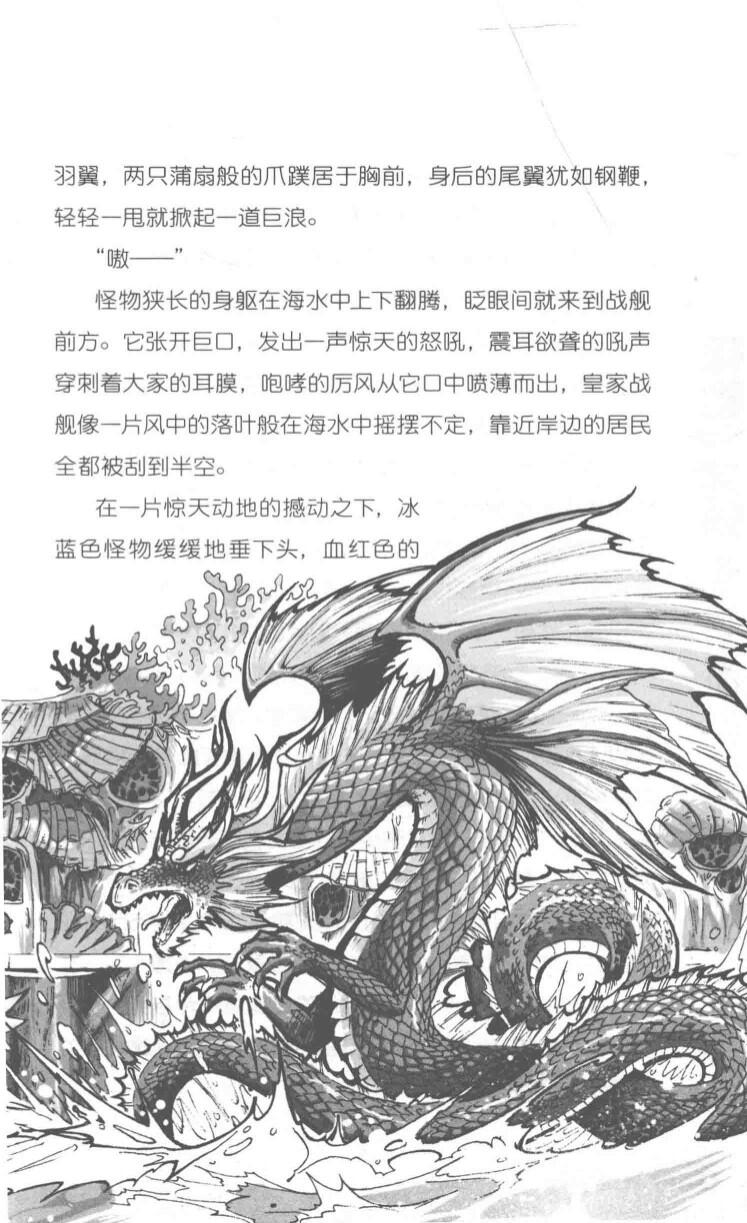 羽翼，两只蒲扇般的爪蹼居于胸前，身后的尾翼犹如钢鞭，
轻轻一甩就掀起一道巨浪。
“嗷——”
怪物狭长的身躯在海水中上下翻腾，眨眼间就来到战舰
前方。它张开巨口，发出一声惊天的怒吼，震耳欲聋的吼声
穿刺着大家的耳膜，咆哮的厉风从它口中喷薄而出，皇家战
舰像一片风中的落叶般在海水中摇摆不定，靠近岸边的居民
全都被刮到半空。
在一片惊天动地的撼动之下，冰
蓝色怪物缓缓地垂下头，血红色的